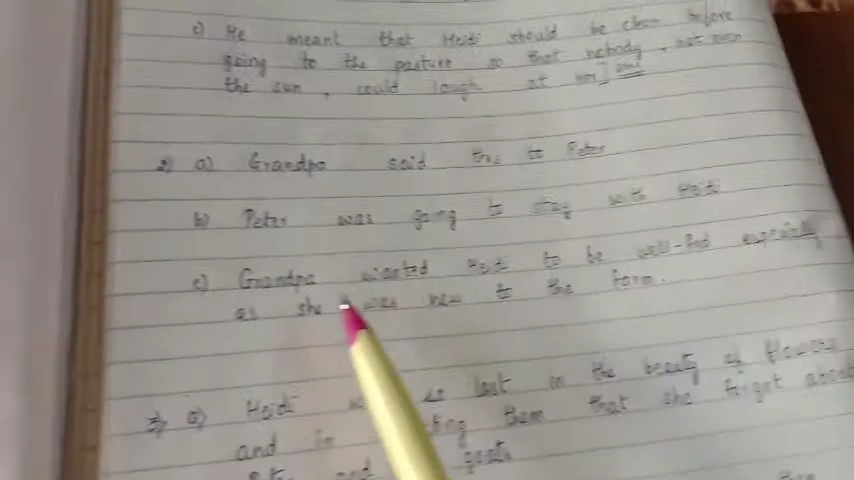 c) He meant that Heidi should be clean before
going to the pasture so that nobody, not even
the sun, could laugh at her]
2) a) Grandpa said this to Peter
b) Peter was going to stay with Heidi
c) Grandpa wanted Heidi to be well-fed especially
as she was new to the farm.
3) a) Heidi so lost in the beauty of flowers
and in them that she forgot about
and goats